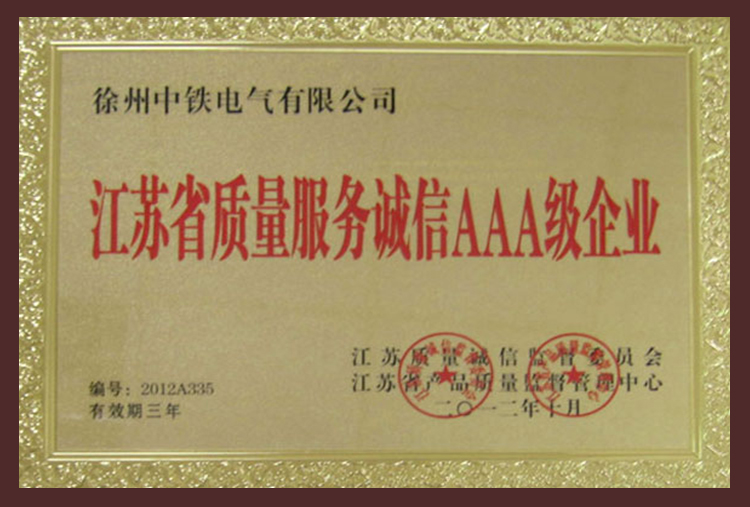 徐州中铁电气有限公司
江苏省质量服务诚信AAA级企业
江苏质量诚信监督委员会
江苏省产品质量监督管理中心
二〇一二年十月
编号：2012A335
有效期三年